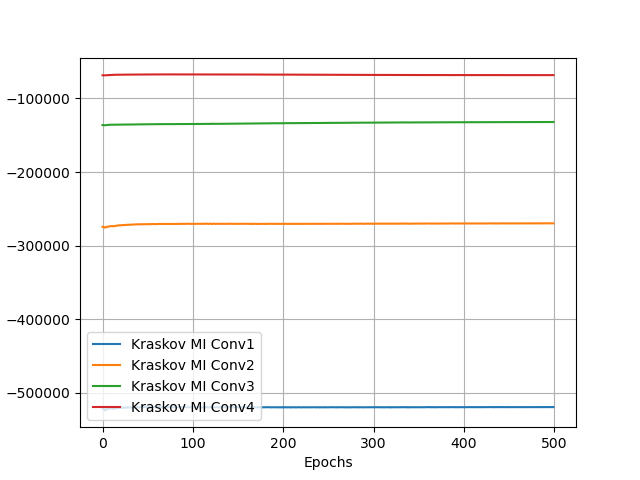 −100000
−200000
−300000
−400000
−500000
Kraskov MI Conv1
Kraskov MI Conv2
Kraskov MI Conv3
Kraskov MI Conv4
0 100 200 300 400 500
Epochs